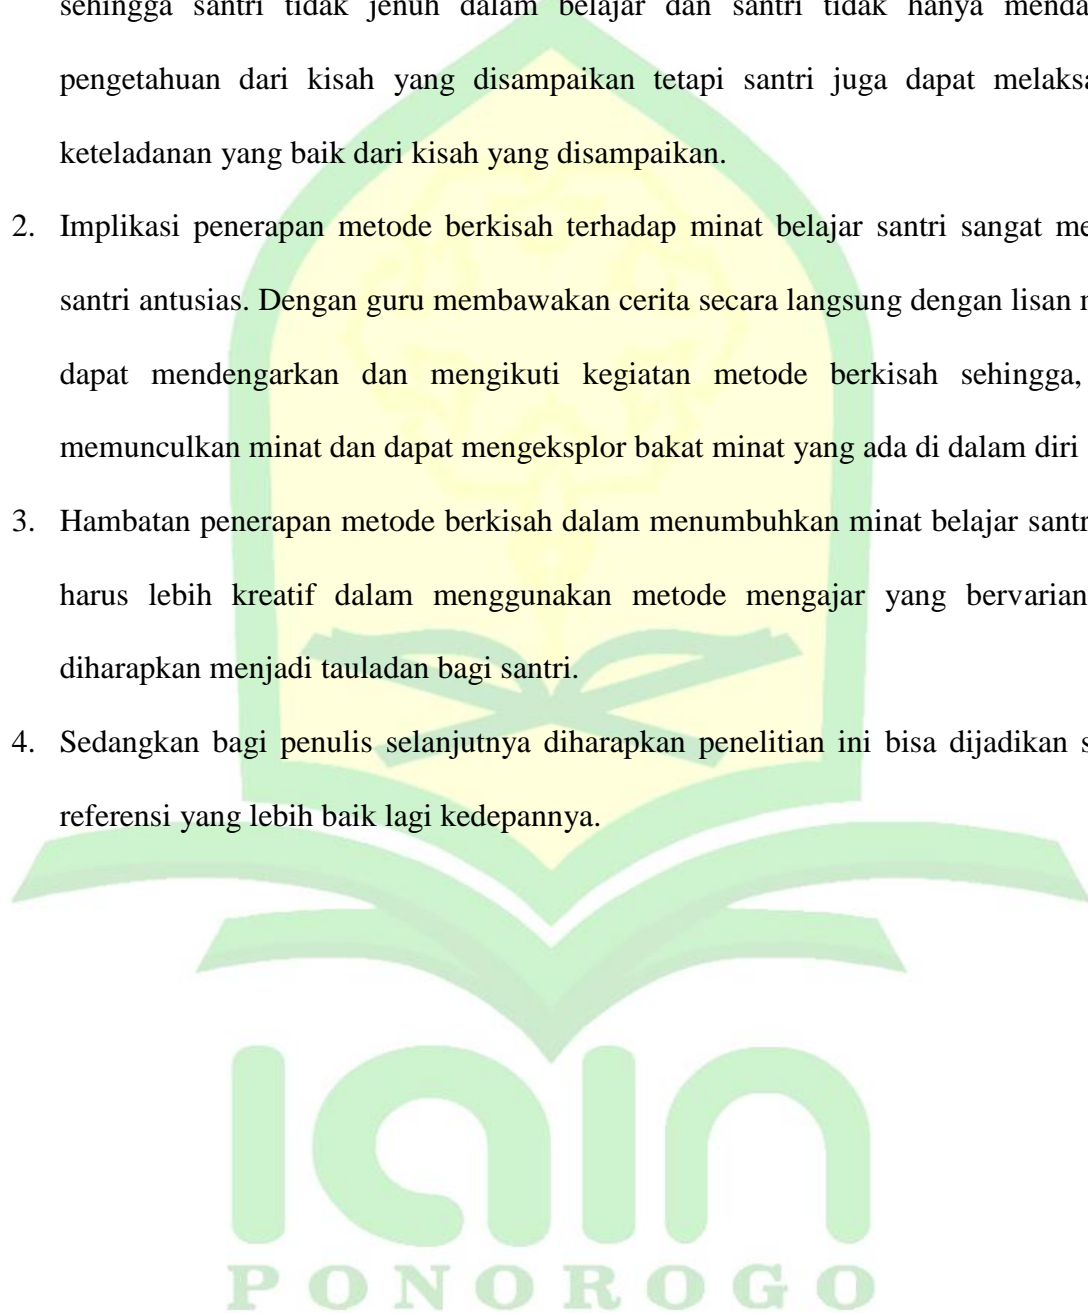 sehingga santri tidak jenuh dalam belajar dan santri tidak hanya
pengetahuan dari kisah yang disampaikan tetapi santri juga dapat
keteladanan yang baik dari kisah yang disampaikan.
2. Implikasi penerapan metode berkisah terhadap minat belajar santri sangat
santri antusias. Dengan guru membawakan cerita secara langsung dengan lisan
dapat mendengarkan dan mengikuti kegiatan metode berkisah sehingga,
memunculkan minat dan dapat mengeksplor bakat minat yang ada di dalam diri
3. Hambatan penerapan metode berkisah dalam menumbuhkan minat belajar
harus lebih kreatif dalam menggunakan metode mengajar yang
diharapkan menjadi tauladan bagi santri.
4. Sedangkan bagi penulis selanjutnya diharapkan penelitian ini bisa dijadikan
referensi yang lebih baik lagi kedepannya.
iain
PONOROGO